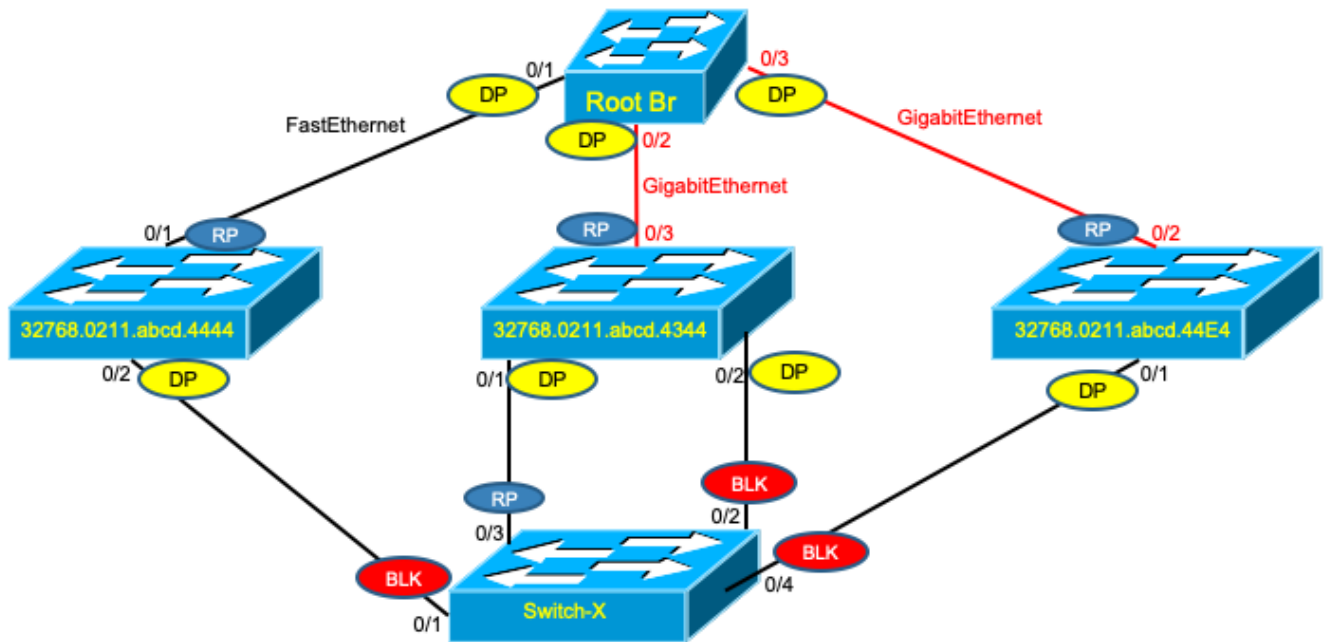 0/1
0/3
DP
Root Br
DP
FastEthernet
GigabitEthernet
DP
0/2
GigabitEthernet
0/1
RP
RP
0/3
RP
0/2
32768.0211.abcd.4444
32768.0211.abcd.4344
32768.0211.abcd.44E4
0/2
DP
0/1
DP
0/2
DP
DP
0/1
RP
BLK
0/3
0/2
BLK
BLK
0/4
Switch-X
0/1